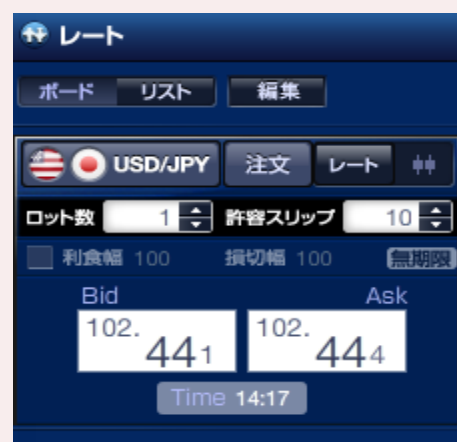 レート
ボード リスト 編集
USD/JPY 注文 レート
ロット数 1 許容スリップ 10
利食幅 100 損切幅 100 無期限
Bid Ask
102.441 102.444
Time 14:17